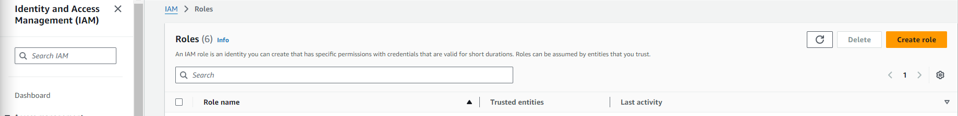 Identity and Access
Management (IAM)
Search IAM
Dashboard
IAM > Roles
Roles (6) Info
An IAM role is an identity you can create that has specific permissions with credentials that are valid for short durations. Roles can be assumed by entities that you trust.
Delete
Create role
Search
1
Role name
Trusted entities
Last activity